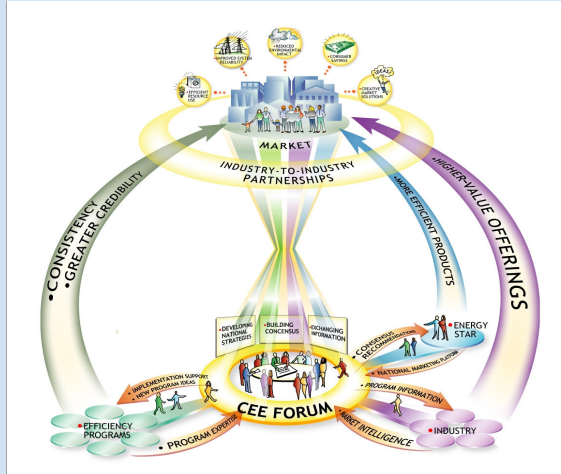 • REDUCED
ENVIRONMENTAL
IMPACT
• IMPROVED SYSTEM
RELIABILITY
• CONSUMER
SAVINGS
IDEAS!
• EFFICIENT
RESOURCE
USE
• CREATIVE
MARKET
SOLUTIONS
MARKET
INDUSTRY-TO-INDUSTRY
PARTNERSHIPS
• CONSISTENCY
• GREATER CREDIBILITY
• MORE EFFICIENT PRODUCTS
• HIGHER-VALUE OFFERINGS
• DEVELOPING
NATIONAL
STRATEGIES
• BUILDING
CONCENSUS
• EXCHANGING
INFORMATION
• CONSENSUS
RECOMMENDATIONS
• ENERGY
STAR
• NATIONAL MARKETING PLATFORM
• IMPLEMENTATION SUPPORT
• NEW PROGRAM IDEAS
• PROGRAM INFORMATION
CEE FORUM
• EFFICIENCY
PROGRAMS
• PROGRAM EXPERTISE
• MARKET INTELLIGENCE
• INDUSTRY